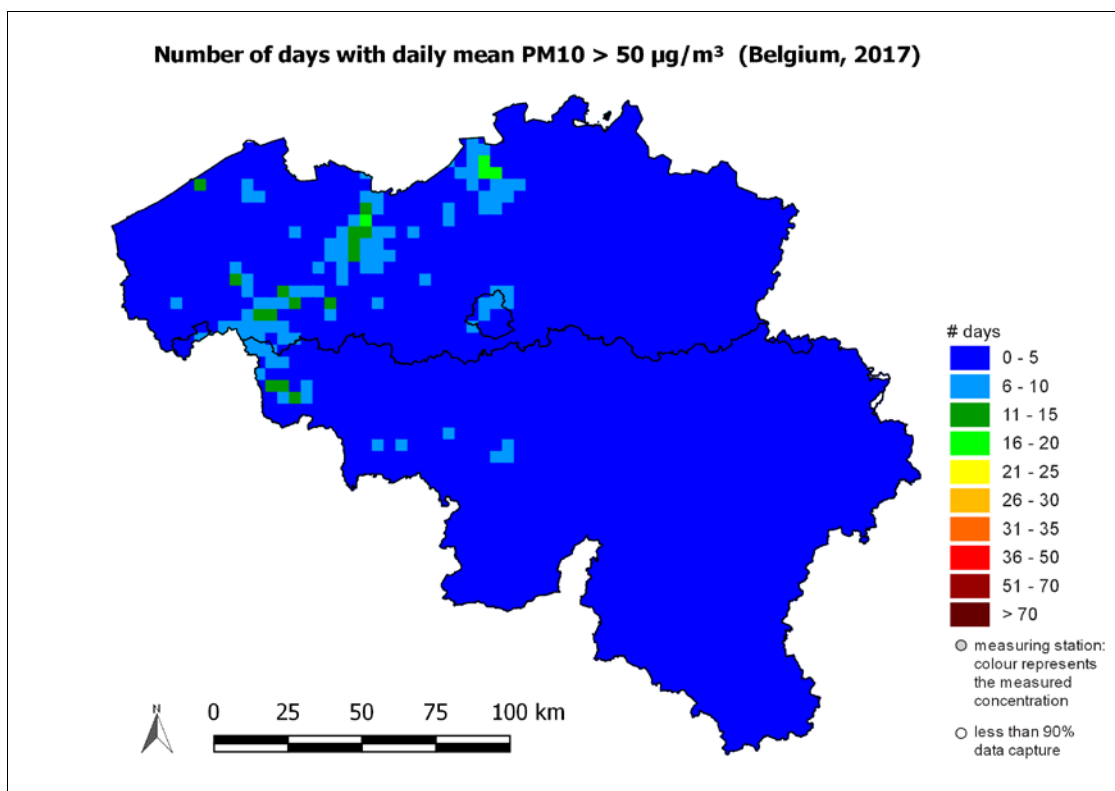 Number of days with daily mean PM10 > 50 µg/m³ (Belgium, 2017)
# days
0 - 5
6 - 10
11 - 15
16 - 20
21 - 25
26 - 30
31 - 35
36 - 50
51 - 70
> 70
measuring station:
colour represents
the measured
concentration
less than 90%
data capture
N
0 25 50 75 100 km